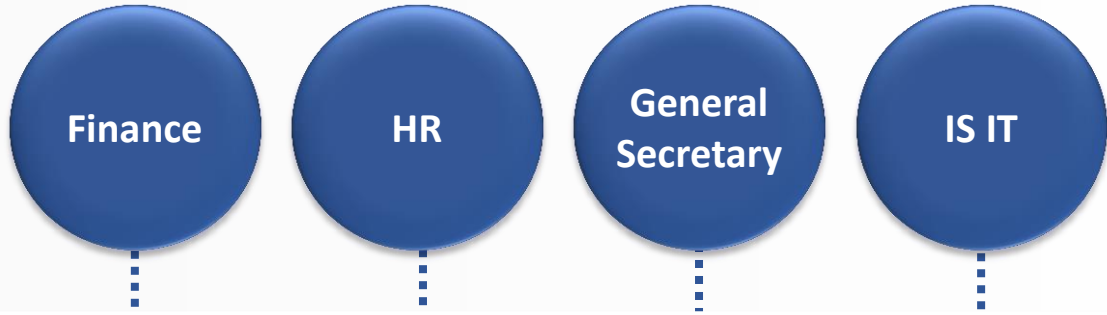 Finance
HR
General
Secretary
IS IT